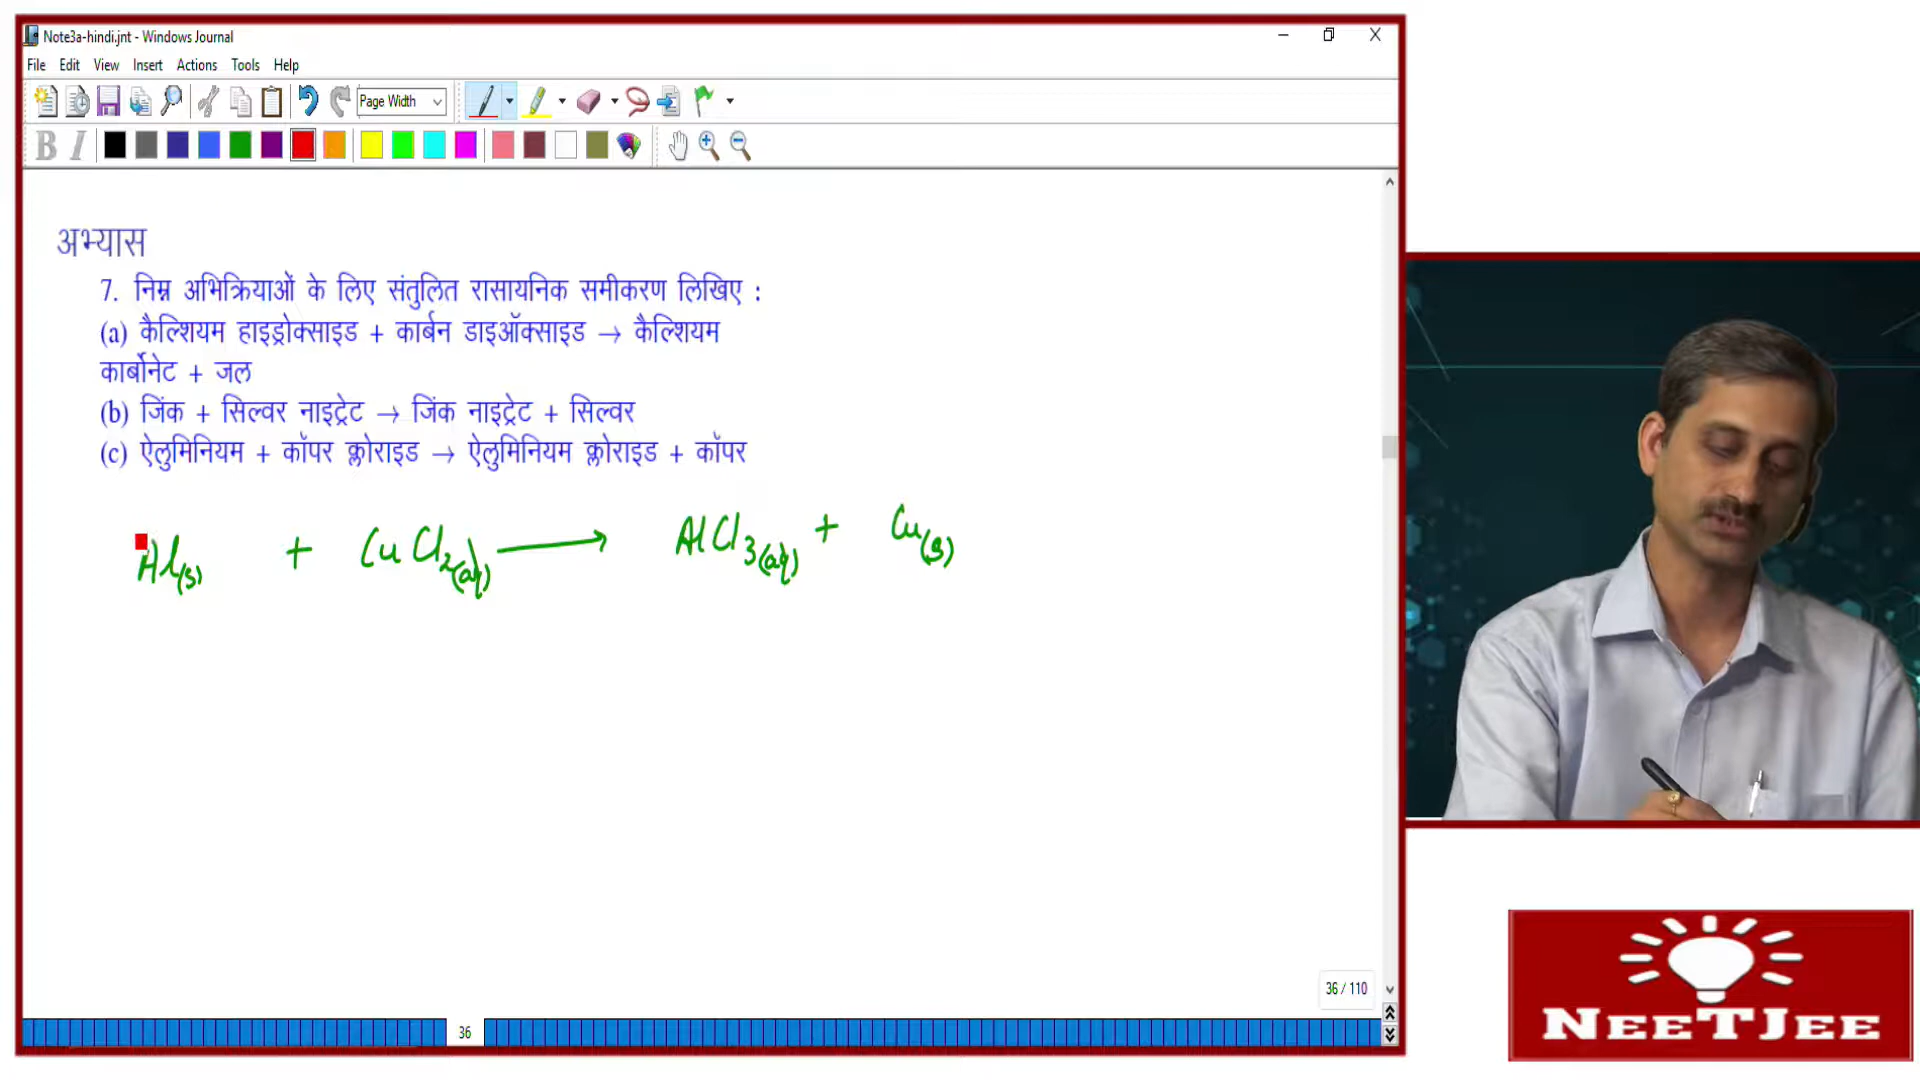 Note3a-hindi.jnt - Windows Journal
File Edit View Insert Actions Tools Help
Page Width
B I
अभ्यास
7. निम्न अभिक्रियाओं के लिए संतुलित रासायनिक समीकरण लिखिए :
(a) कैल्शियम हाइड्रोक्साइड + कार्बन डाइऑक्साइड → कैल्शियम
कार्बोनेट + जल
(b) जिंक + सिल्वर नाइट्रेट → जिंक नाइट्रेट + सिल्वर
(c) ऐलुमिनियम + कॉपर क्लोराइड → ऐलुमिनियम क्लोराइड + कॉपर
Al(s) + CuCl2(aq) → AlCl3(aq) + Cu(s)
36 / 110
36
NEETJEE